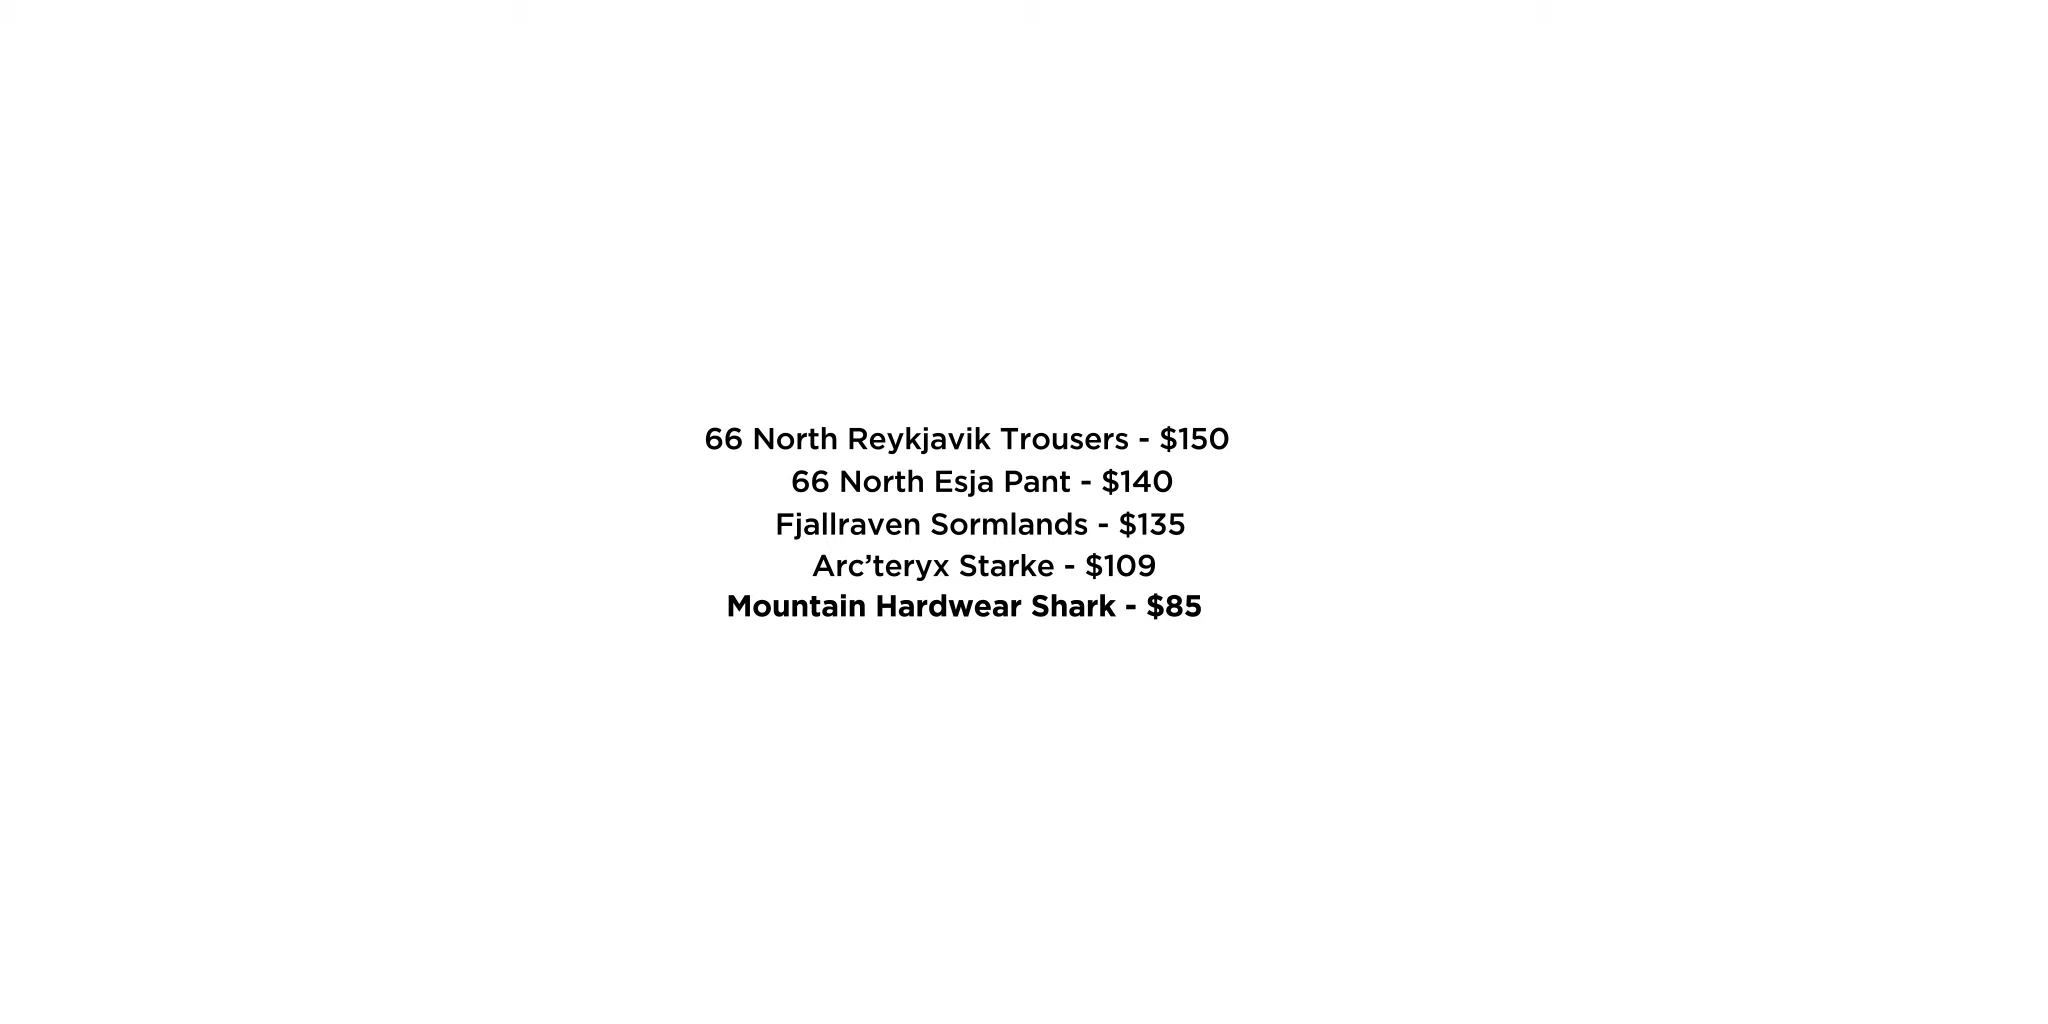 66 North Reykjavik Trousers - $150
66 North Esja Pant - $140
Fjallraven Sormlands - $135
Arc’teryx Starke - $109
Mountain Hardwear Shark - $85